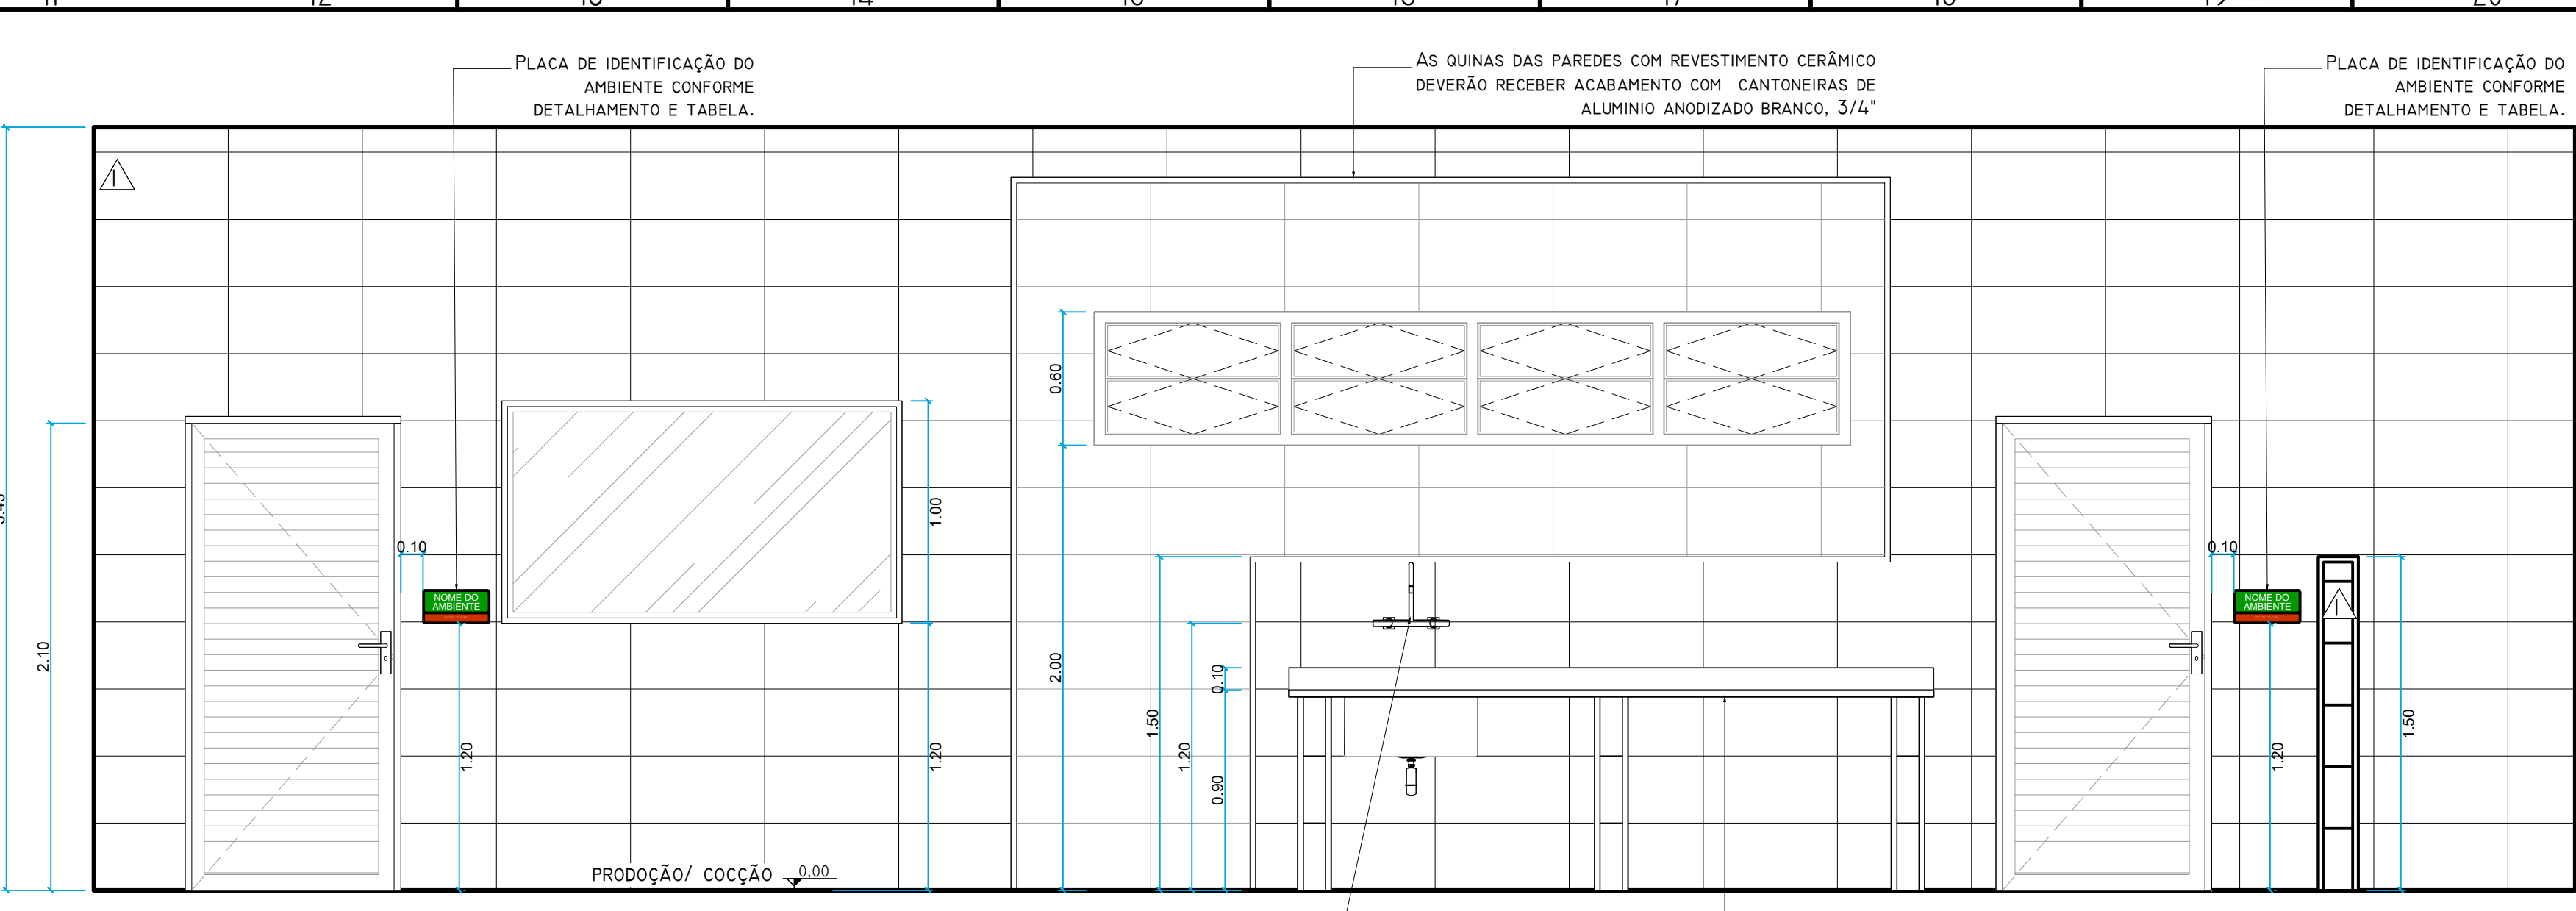 PLACA DE IDENTIFICAÇÃO DO
AMBIENTE CONFORME
DETALHAMENTO E TABELA.
AS QUINAS DAS PAREDES COM REVESTIMENTO CERÂMICO
DEVERÃO RECEBER ACABAMENTO COM CANTONEIRAS DE
ALUMINIO ANODIZADO BRANCO, 3/4"
PLACA DE IDENTIFICAÇÃO DO
AMBIENTE CONFORME
DETALHAMENTO E TABELA.
I
2.10
0.10
NOME DO
AMBIENTE
1.20
1.00
1.20
PRODOÇÃO/ COCÇÃO 0,00
0.60
2.00
1.50
1.20
0.10
0.90
0.10
NOME DO
AMBIENTE
I
1.20
1.50